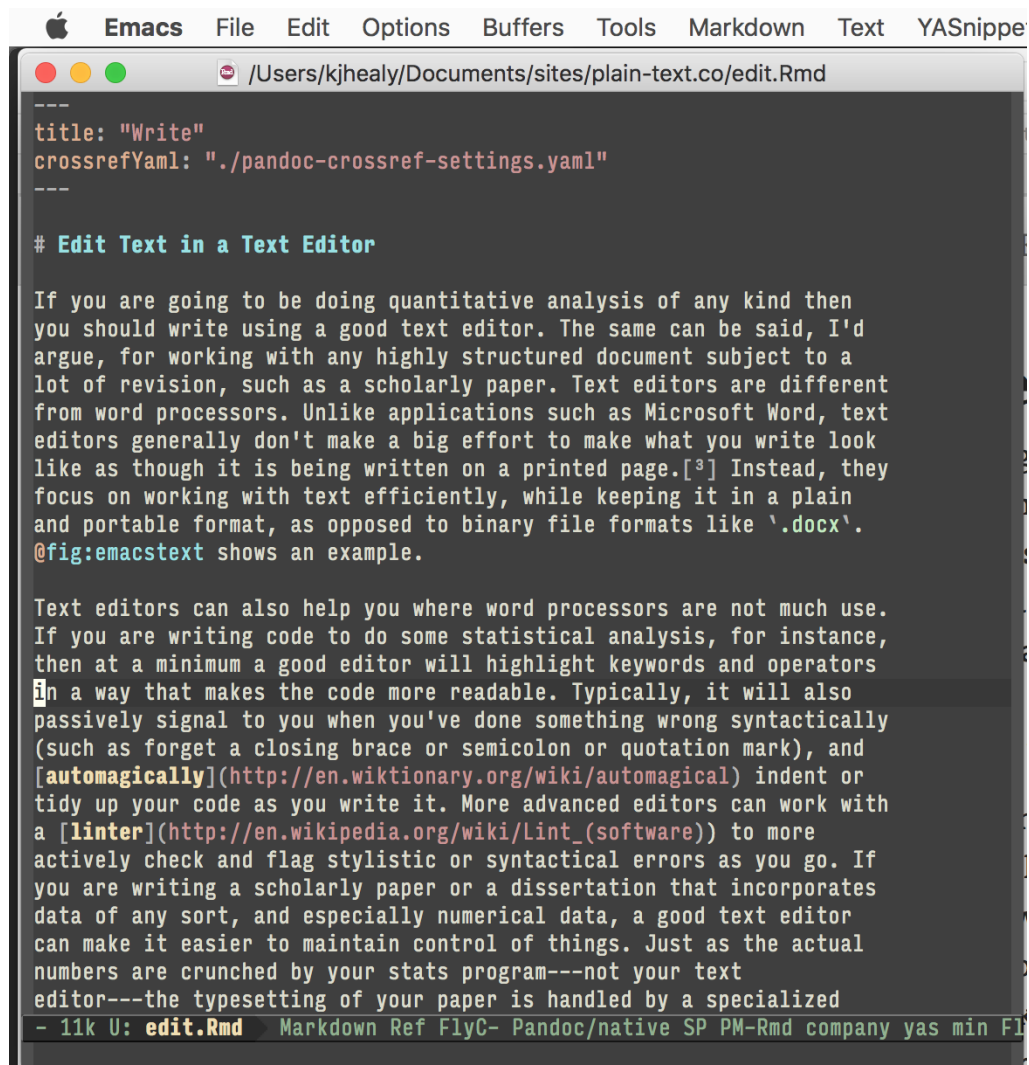 Emacs File Edit Options Buffers Tools Markdown Text YASnippe
/Users/kjhealy/Documents/sites/plain-text.co/edit.Rmd
---
title: "Write"
crossrefYaml: "./pandoc-crossref-settings.yaml"
---
# Edit Text in a Text Editor
If you are going to be doing quantitative analysis of any kind then
you should write using a good text editor. The same can be said, I'd
argue, for working with any highly structured document subject to a
lot of revision, such as a scholarly paper. Text editors are different
from word processors. Unlike applications such as Microsoft Word, text
editors generally don't make a big effort to make what you write look
like as though it is being written on a printed page.[³] Instead, they
focus on working with text efficiently, while keeping it in a plain
and portable format, as opposed to binary file formats like `.docx`.
@fig:emacstext shows an example.
Text editors can also help you where word processors are not much use.
If you are writing code to do some statistical analysis, for instance,
then at a minimum a good editor will highlight keywords and operators
in a way that makes the code more readable. Typically, it will also
passively signal to you when you've done something wrong syntactically
(such as forget a closing brace or semicolon or quotation mark), and
[automagically](http://en.wiktionary.org/wiki/automagical) indent or
tidy up your code as you write it. More advanced editors can work with
a [linter](http://en.wikipedia.org/wiki/Lint_(software)) to more
actively check and flag stylistic or syntactical errors as you go. If
you are writing a scholarly paper or a dissertation that incorporates
data of any sort, and especially numerical data, a good text editor
can make it easier to maintain control of things. Just as the actual
numbers are crunched by your stats program---not your text
editor---the typesetting of your paper is handled by a specialized
- 11k U: edit.Rmd Markdown Ref FlyC- Pandoc/native SP PM-Rmd company yas min Fl